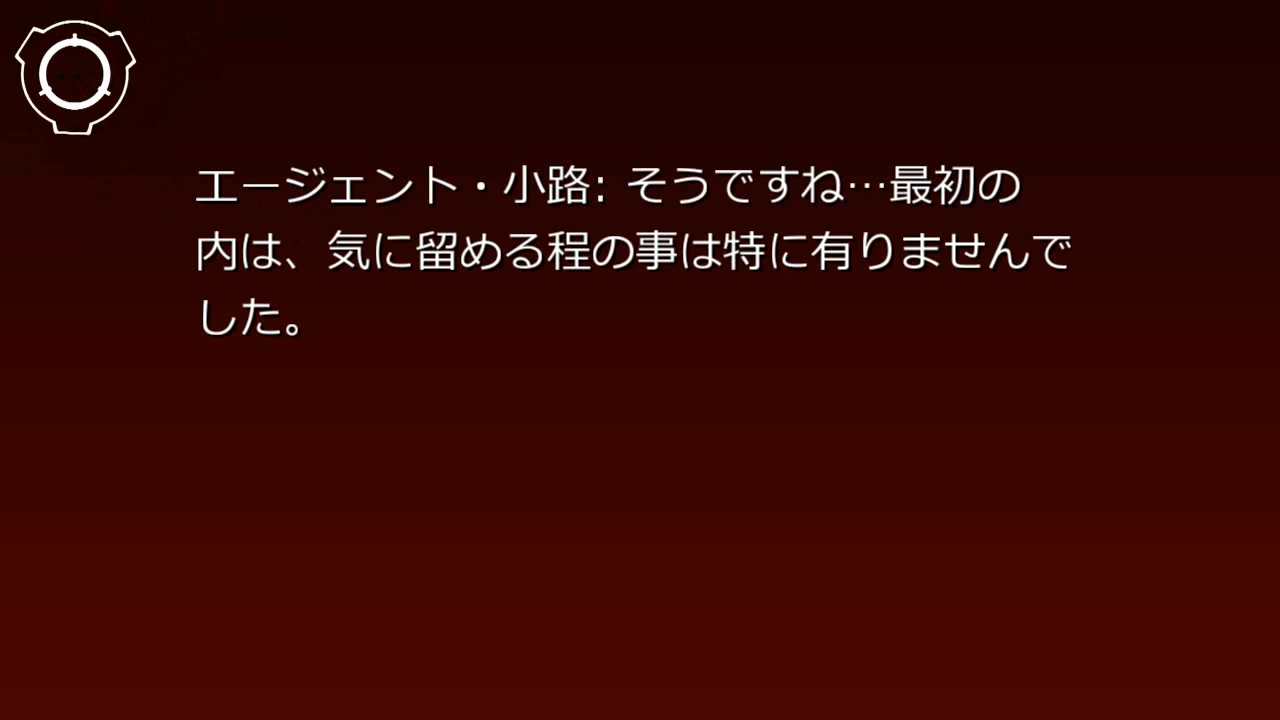 エージェント・小路: そうですね…最初の
内は、気に留める程の事は特に有りませんで
した。